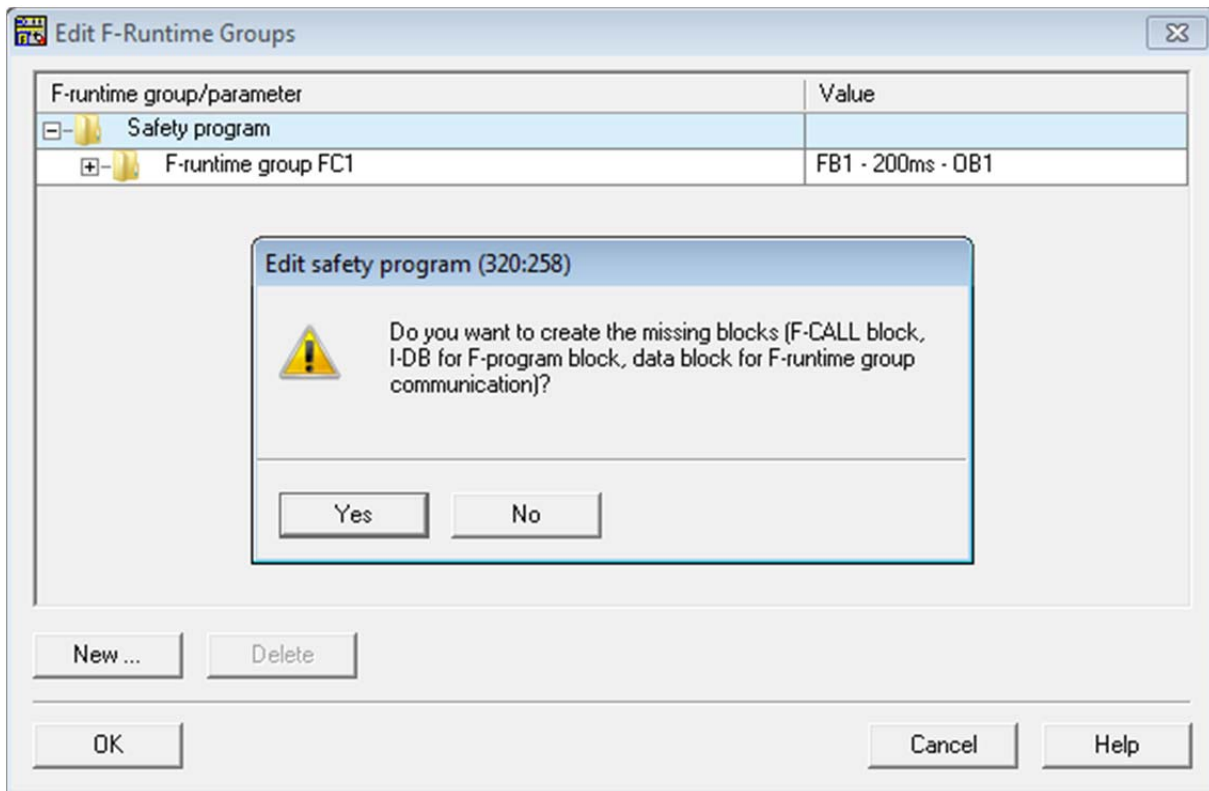 Edit F-Runtime Groups
F-runtime group/parameter Value
Safety program
F-runtime group FC1 FB1 - 200ms - OB1
Edit safety program (320:258)
Do you want to create the missing blocks (F-CALL block,
I-DB for F-program block, data block for F-runtime group
communication)?
Yes No
New ... Delete
OK Cancel Help